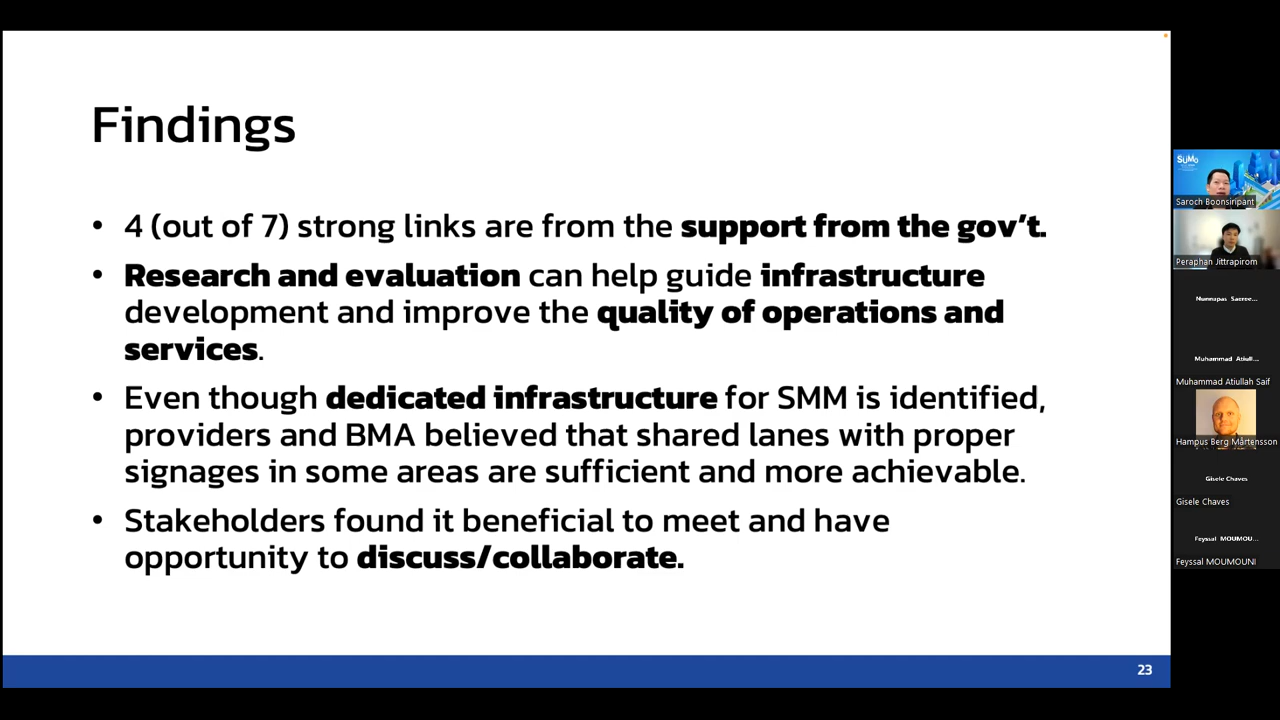 Findings
• 4 (out of 7) strong links are from the support from the gov't.
• Research and evaluation can help guide infrastructure
development and improve the quality of operations and
services.
• Even though dedicated infrastructure for SMM is identified,
providers and BMA believed that shared lanes with proper
signages in some areas are sufficient and more achievable.
• Stakeholders found it beneficial to meet and have
opportunity to discuss/collaborate.
23
SUMo
Saroch Boonsiripant
Peraphan Jittrapirom
Muhammad Atiull...
Muhammad Atiullah Saif
Hampus Berg Mårtensson
Gisele Chaves
Gisele Chaves
Feyssal MOUMOU...
Feyssal MOUMOUNI